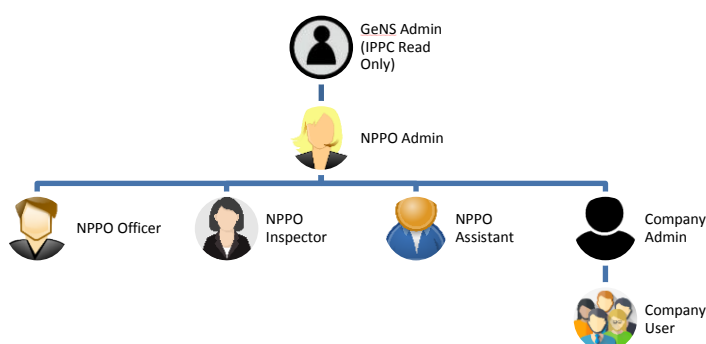 GeNS Admin
(IPPC Read
Only)
NPPO Admin
NPPO Officer
NPPO
Inspector
NPPO
Assistant
Company
Admin
Company
User